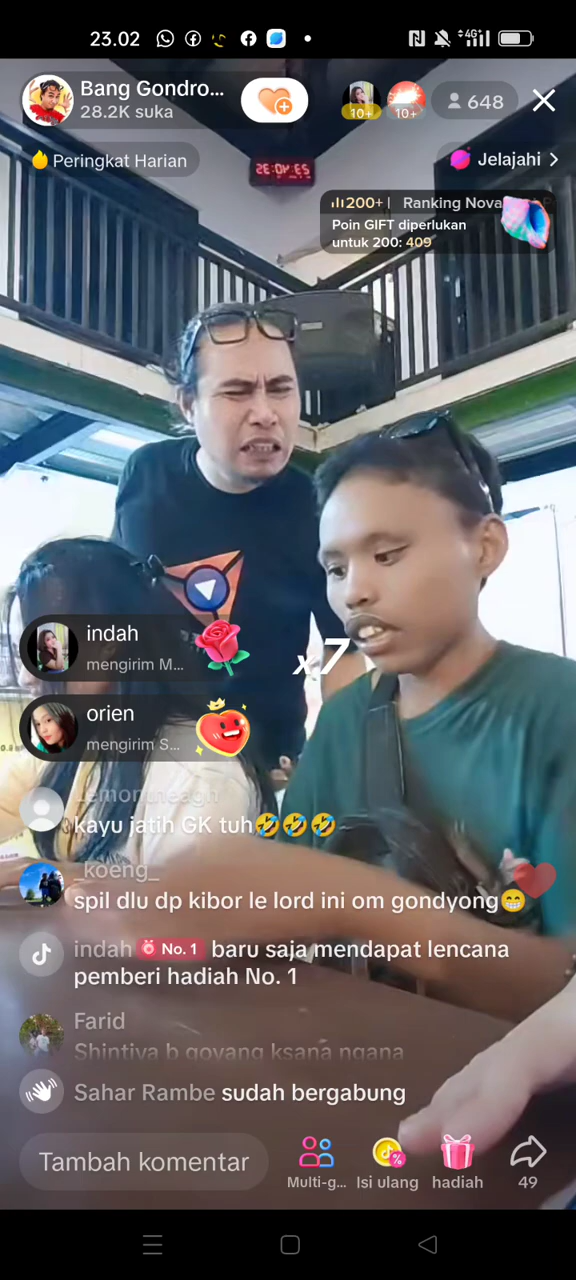 23.02
4G+
Bang Gondro...
28.2K suka
10+
10+
648
Peringkat Harian
Jelajahi >
200+ | Ranking Nova
Poin GIFT diperlukan
untuk 200: 409
indah
mengirim M...
x7
orien
mengirim S...
kayu jatih GK tuh🤣🤣🤣
_koeng_
spil dlu dp kibor le lord ini om gondyong😁
indah No. 1 baru saja mendapat lencana
pemberi hadiah No. 1
Farid
Shintiya b goyang ksana ngana
Sahar Rambe sudah bergabung
Tambah komentar
Multi-g...
Isi ulang
hadiah
49